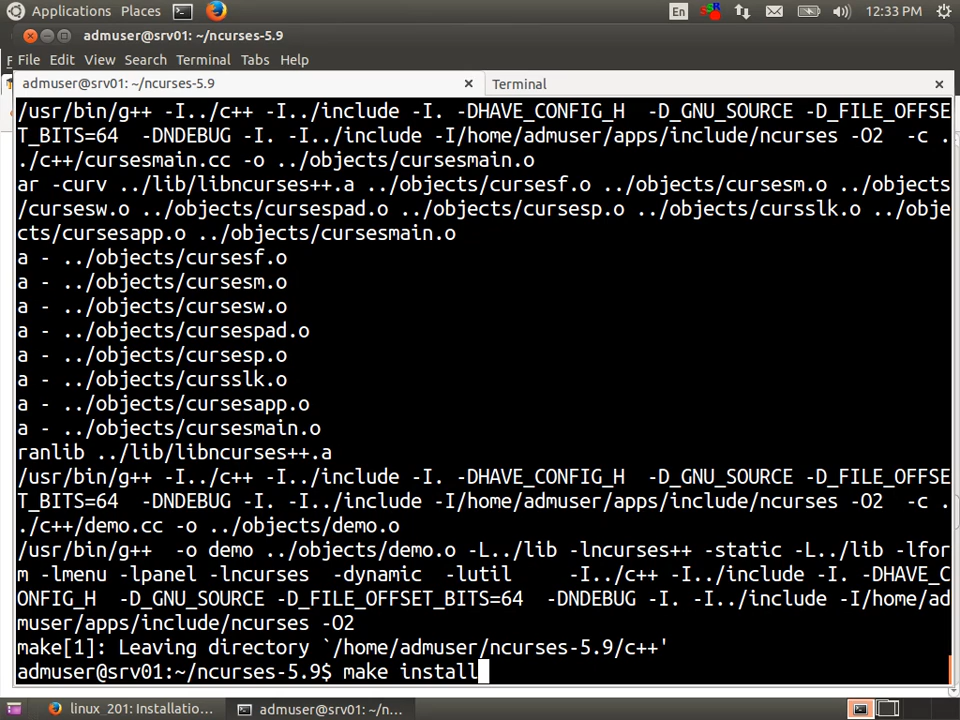 Applications Places En 12:33 PM
admuser@srv01: ~/ncurses-5.9
File Edit View Search Terminal Tabs Help
admuser@srv01: ~/ncurses-5.9 × Terminal ×
/usr/bin/g++ -I../c++ -I../include -I. -DHAVE_CONFIG_H  -D_GNU_SOURCE -D_FILE_OFFSE
T_BITS=64  -DNDEBUG -I. -I../include -I/home/admuser/apps/include/ncurses -O2  -c .
./c++/cursesmain.cc -o ../objects/cursesmain.o
ar -curv ../lib/libncurses++.a ../objects/cursesf.o ../objects/cursesm.o ../objects
/cursesw.o ../objects/cursespad.o ../objects/cursesp.o ../objects/cursslk.o ../obje
cts/cursesapp.o ../objects/cursesmain.o
a - ../objects/cursesf.o
a - ../objects/cursesm.o
a - ../objects/cursesw.o
a - ../objects/cursespad.o
a - ../objects/cursesp.o
a - ../objects/cursslk.o
a - ../objects/cursesapp.o
a - ../objects/cursesmain.o
ranlib ../lib/libncurses++.a
/usr/bin/g++ -I../c++ -I../include -I. -DHAVE_CONFIG_H  -D_GNU_SOURCE -D_FILE_OFFSE
T_BITS=64  -DNDEBUG -I. -I../include -I/home/admuser/apps/include/ncurses -O2  -c .
./c++/demo.cc -o ../objects/demo.o
/usr/bin/g++  -o demo ../objects/demo.o -L../lib -lncurses++ -static -L../lib -lfor
m -lmenu -lpanel -lncurses  -dynamic  -lutil     -I../c++ -I../include -I. -DHAVE_C
ONFIG_H  -D_GNU_SOURCE -D_FILE_OFFSET_BITS=64  -DNDEBUG -I. -I../include -I/home/ad
muser/apps/include/ncurses -O2
make[1]: Leaving directory `/home/admuser/ncurses-5.9/c++'
admuser@srv01:~/ncurses-5.9$ make install
linux_201: Installatio... admuser@srv01: ~/n...